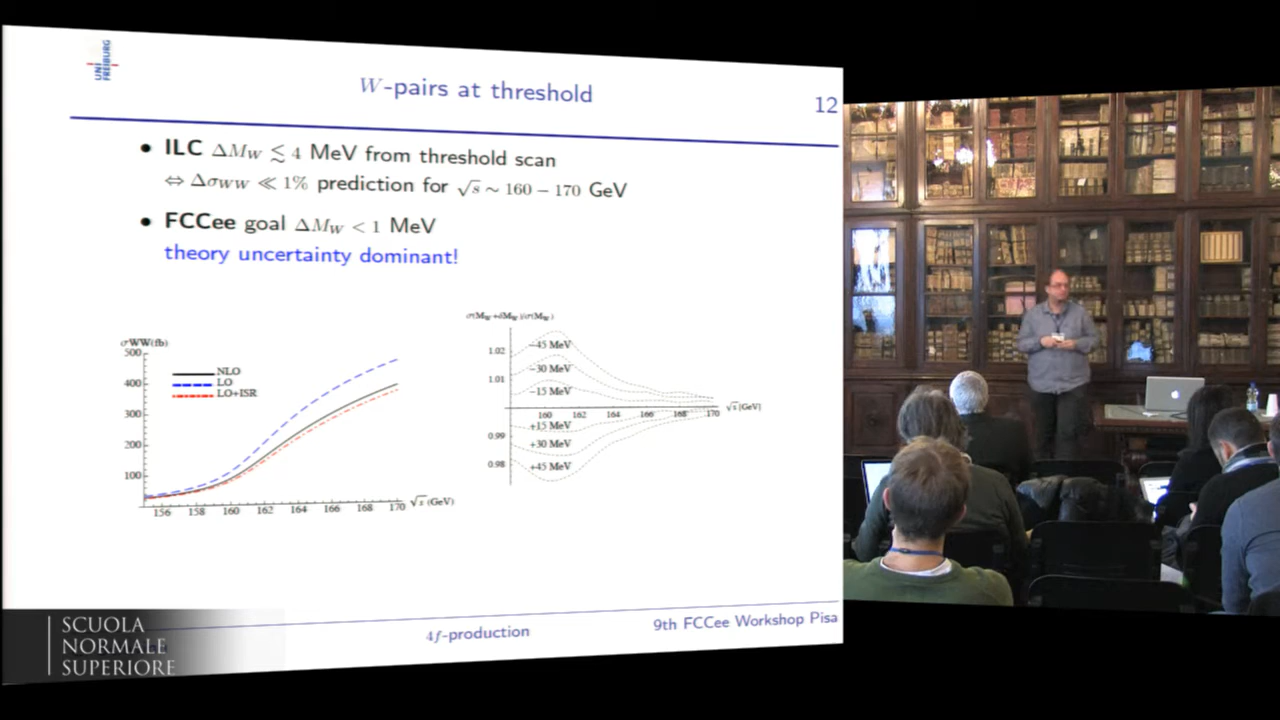 UNI
FREIBURG
W-pairs at threshold
12
• ILC ΔM_W ≲ 4 MeV from threshold scan
⇔ Δσ_WW ≪ 1% prediction for √s ∼ 160 − 170 GeV
• FCCee goal ΔM_W < 1 MeV
theory uncertainty dominant!
σWW(fb)
500
400
300
200
100
NLO
LO
LO+ISR
156 158 160 162 164 166 168 170
√s (GeV)
σ(M_W+δM_W)/σ(M_W)
1.02
1.01
0.99
0.98
−45 MeV
−30 MeV
−15 MeV
160 162 164 166 168 170
√s [GeV]
+15 MeV
+30 MeV
+45 MeV
4f-production
9th FCCee Workshop Pisa
SCUOLA
NORMALE
SUPERIORE